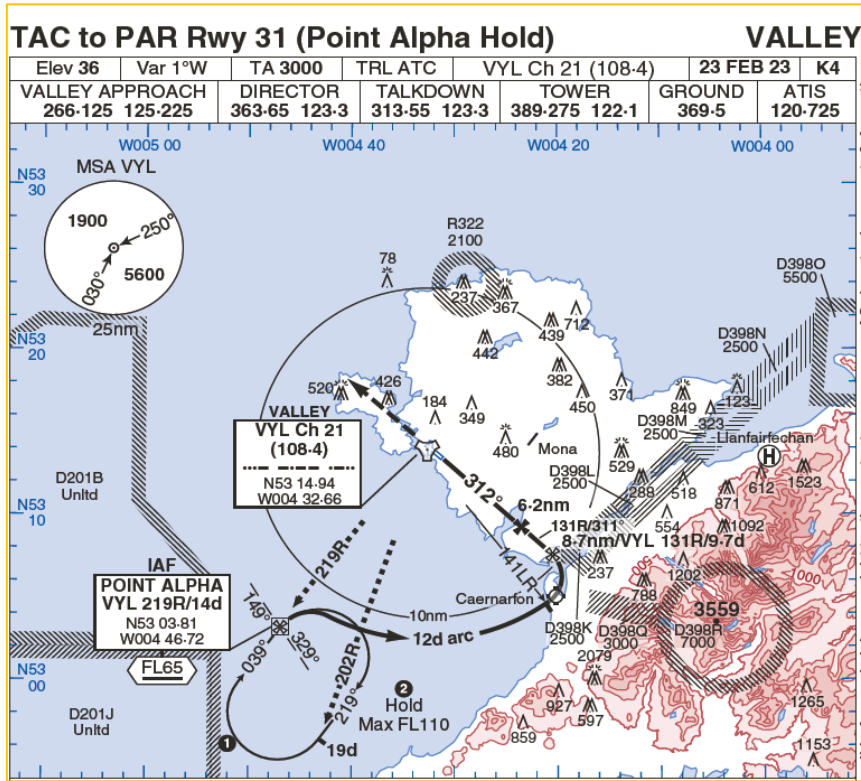 TAC to PAR Rwy 31 (Point Alpha Hold) VALLEY
Elev 36 Var 1°W TA 3000 TRL ATC VYL Ch 21 (108·4) 23 FEB 23 K4
VALLEY APPROACH DIRECTOR TALKDOWN TOWER GROUND ATIS
266·125 125·225 363·65 123·3 313·55 123·3 389·275 122·1 369·5 120·725
W005 00 W004 40 W004 20 W004 00
MSA VYL
N53
30
1900
250°
030°
5600
25nm
R322
2100
78
237
367
D398O
5500
D398N
2500
N53
20
439
712
442
382
520
426
184
349
450
371
849
123
323
D398M
2500
Llanfairfechan
VALLEY
VYL Ch 21
(108·4)
N53 14·94
W004 32·66
480
Mona
529
H
D398L
2500
288
518
612
1523
871
D201B
Unltd
312°
6·2nm
N53
10
131R/311°
8·7nm/VYL 131R/9·7d
554
1092
IAF
POINT ALPHA
VYL 219R/14d
N53 03·81
W004 46·72
FL65
219R
141LR
237
1202
1000
788
Caernarfon
10nm
149°
329°
039°
12d arc
D398K
2500
D398Q
3000
3559
D398R
7000
N53
00
202R
219°
2
Hold
Max FL110
2079
927
597
859
1265
1153
D201J
Unltd
1
19d